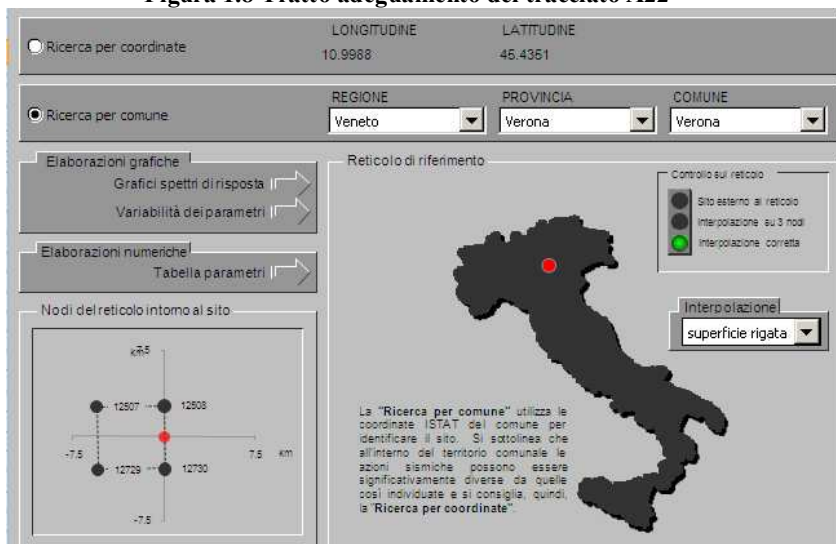 Figura 1.8 Tratto adeguamento del tracciato A22
LONGITUDINE
LATITUDINE
Ricerca per coordinate
10.9988
45.4351
REGIONE
PROVINCIA
COMUNE
Ricerca per comune
Veneto
Verona
Verona
Elaborazioni grafiche
Grafici spettri di risposta
Variabilità dei parametri
Elaborazioni numeriche
Tabella parametri
Nodi del reticolo intorno al sito
km
7.5
12507
12508
-7.5
7.5
km
12729
12730
-7.5
Reticolo di riferimento
Controllo sul reticolo
Sito esterno al reticolo
Interpolazione su 3 nodi
Interpolazione corretta
Interpolazione
superficie rigata
La "Ricerca per comune" utilizza le
coordinate ISTAT del comune per
identificare il sito. Si sottolinea che
all'interno del territorio comunale le
azioni sismiche possono essere
significativamente diverse da quelle
così individuate e si consiglia, quindi,
la "Ricerca per coordinate".